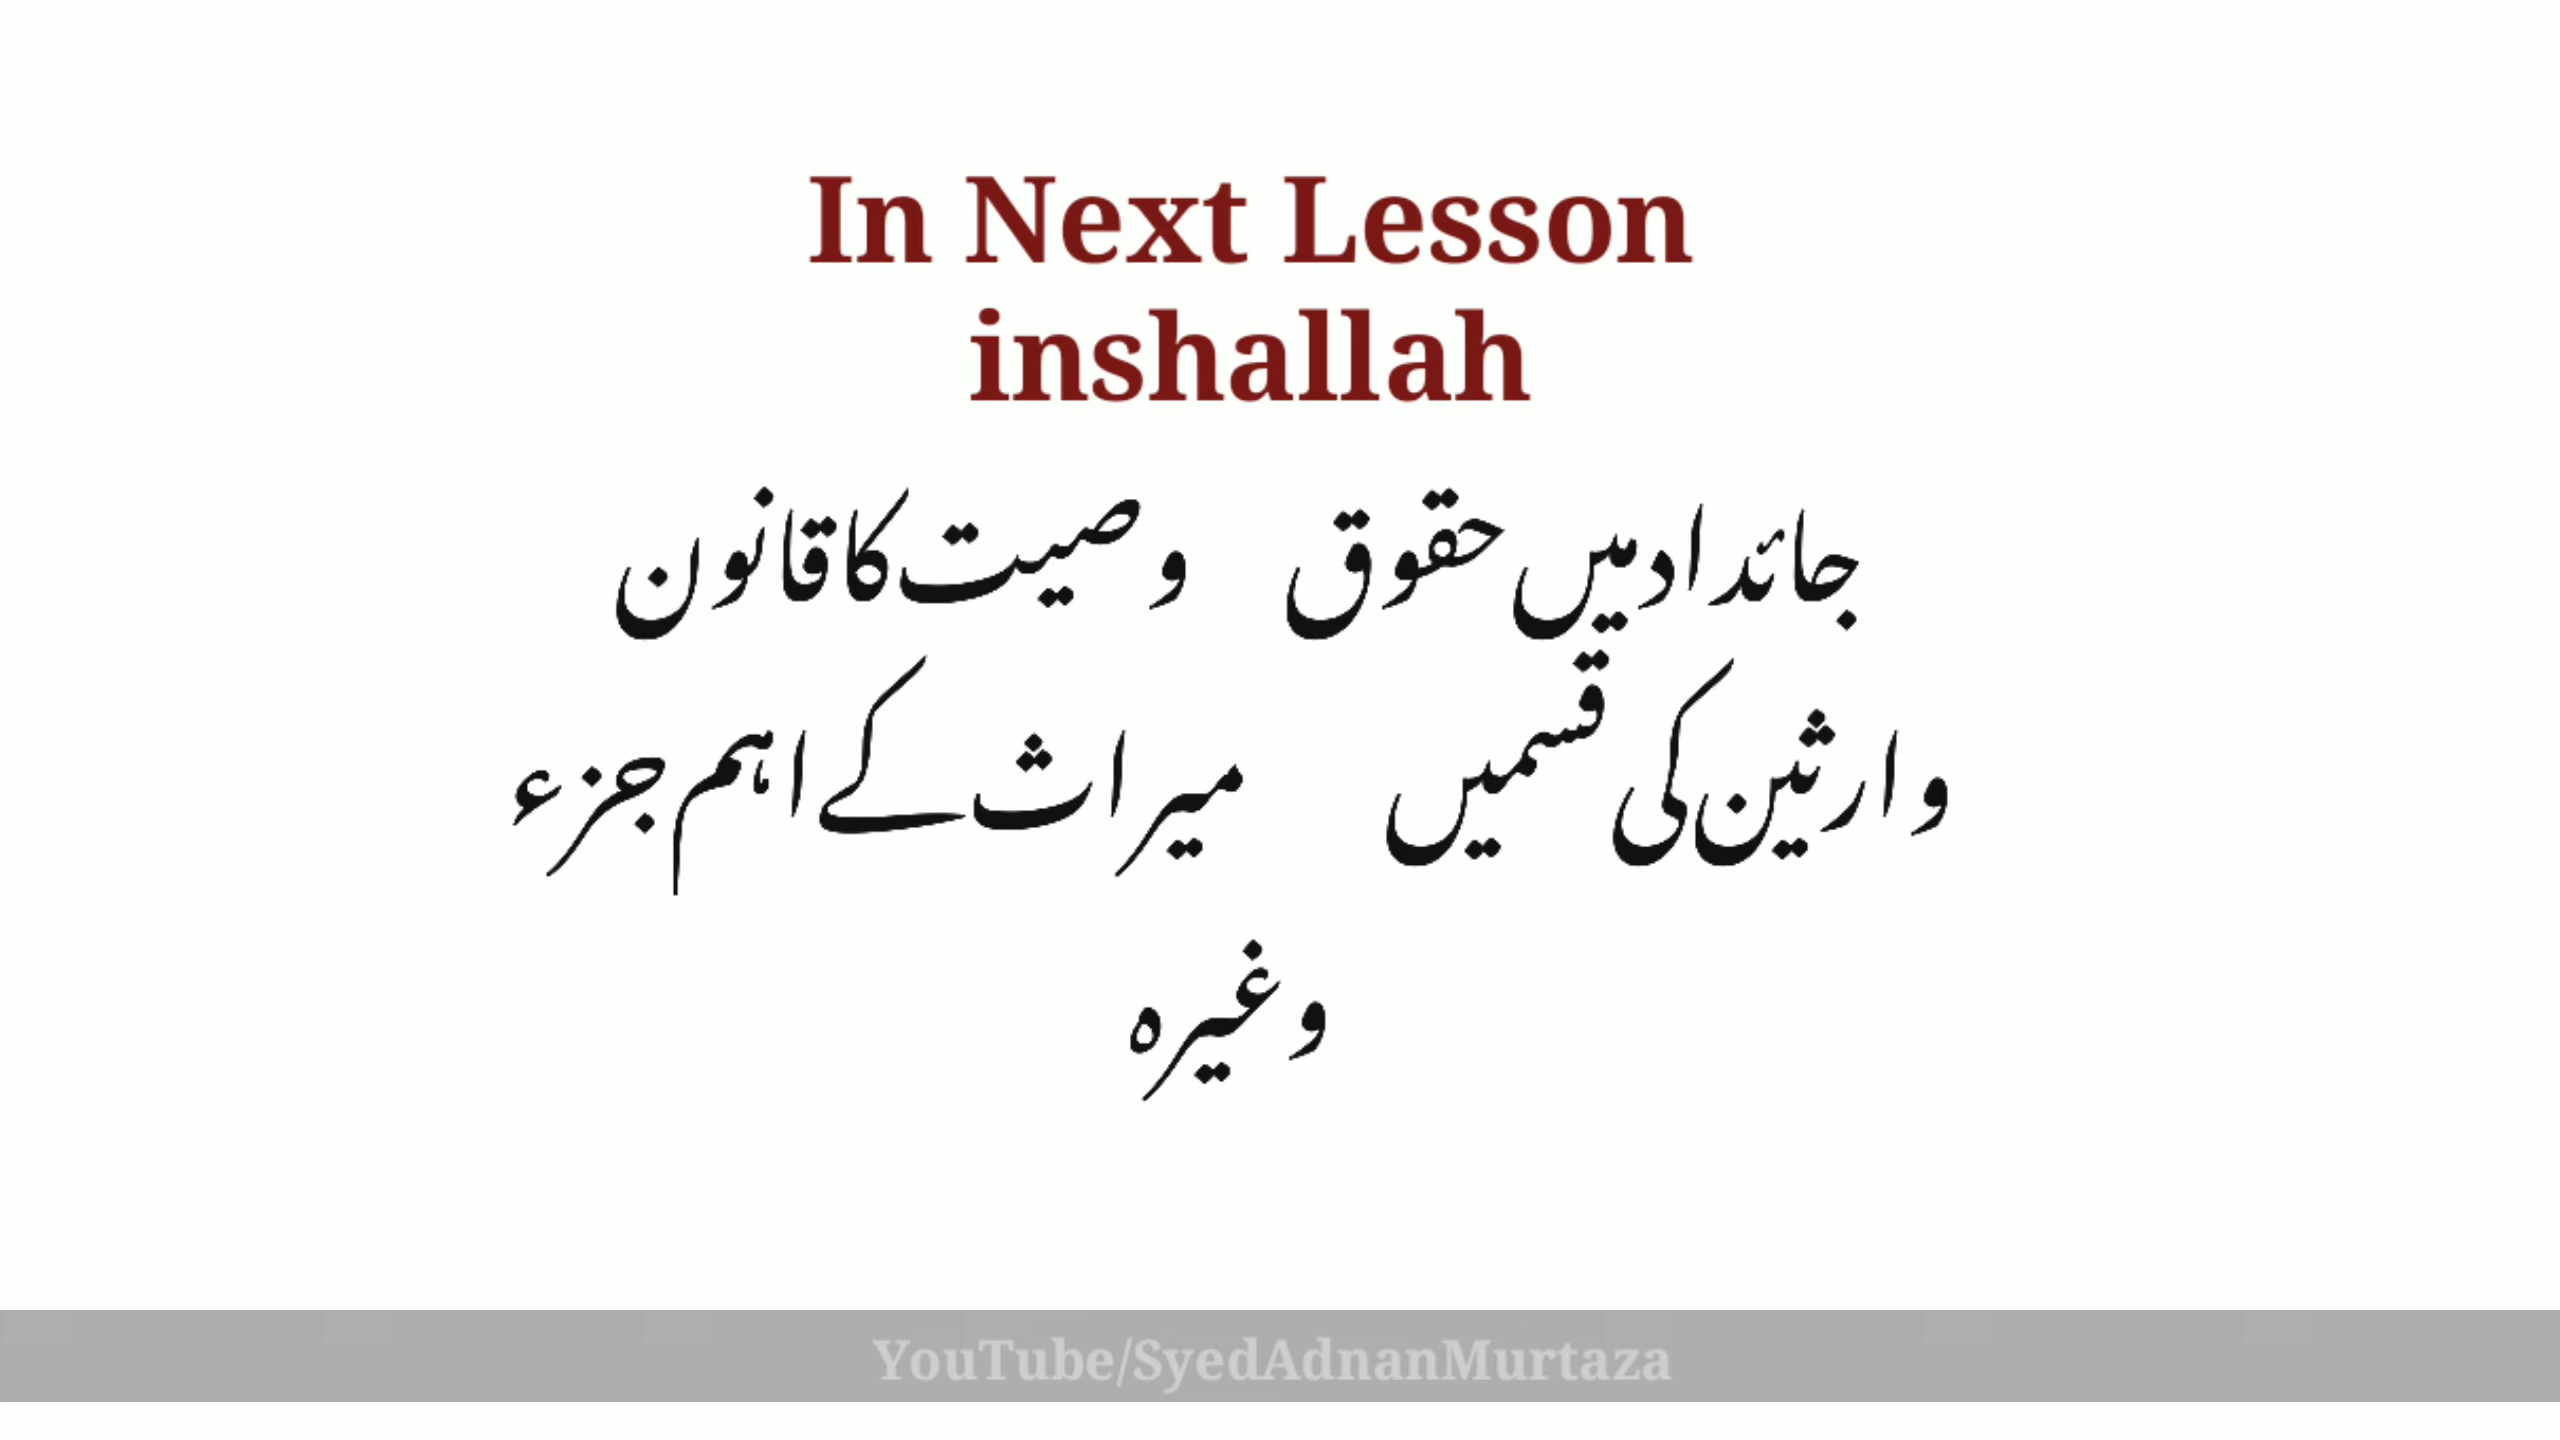 In Next Lesson
inshallah
جائداد میں حقوق وصیت کا قانون
وارثین کی قسمیں میراث کے اہم جزء
وغیرہ
YouTube/SyedAdnanMurtaza